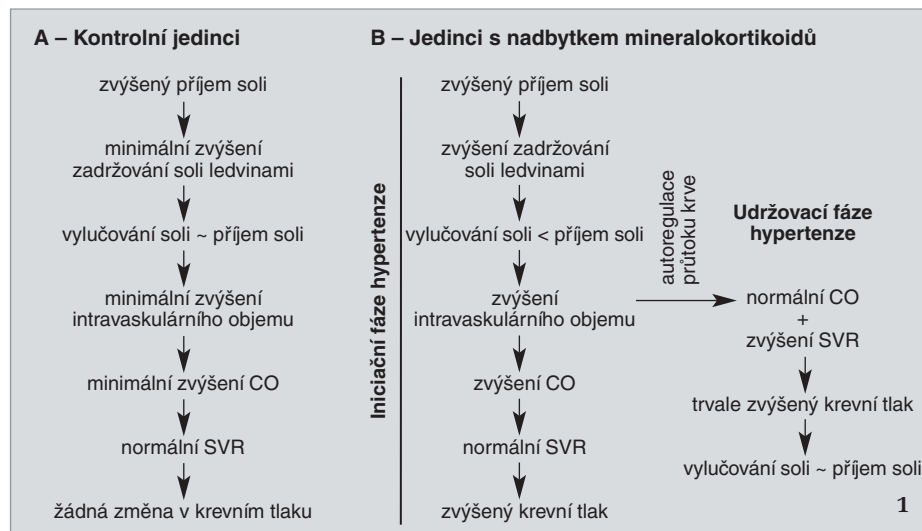 A – Kontrolní jedinci
zvýšený příjem soli
minimální zvýšení
zadržování soli ledvinami
vylučování soli ~ příjem soli
minimální zvýšení
intravaskulárního objemu
minimální zvýšení CO
normální SVR
žádná změna v krevním tlaku
B – Jedinci s nadbytkem mineralokortikoidů
Iniciační fáze hypertenze
zvýšený příjem soli
zvýšení zadržování
soli ledvinami
vylučování soli < příjem soli
zvýšení
intravaskulárního objemu
zvýšení CO
normální SVR
zvýšený krevní tlak
autoregulace
průtoku krve
Udržovací fáze
hypertenze
normální CO
+
zvýšení SVR
trvale zvýšený krevní tlak
vylučování soli ~ příjem soli
1